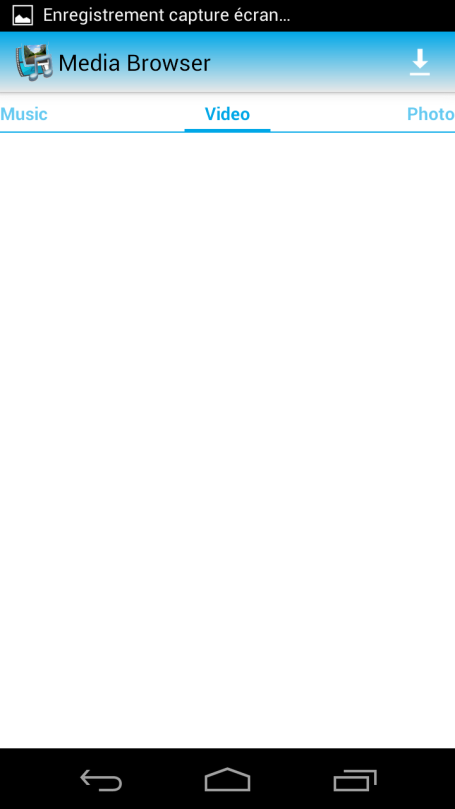 Enregistrement capture écran...
Media Browser
Music Video Photo